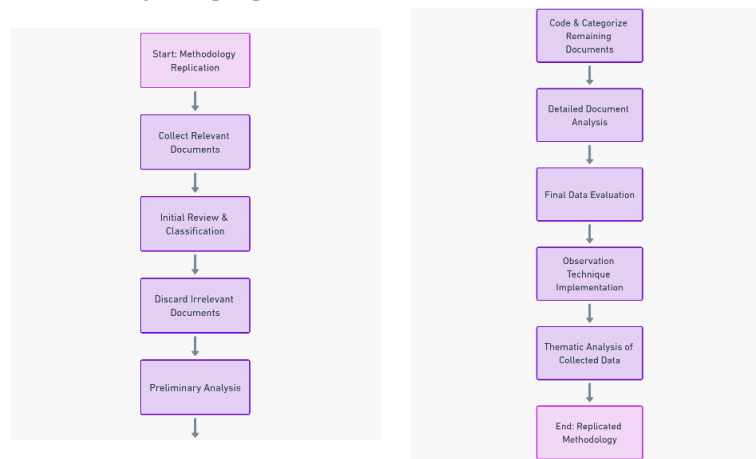 Start: Methodology
Replication
Collect Relevant
Documents
Initial Review &
Classification
Discard Irrelevant
Documents
Preliminary Analysis
Code & Categorize
Remaining
Documents
Detailed Document
Analysis
Final Data Evaluation
Observation
Technique
Implementation
Thematic Analysis of
Collected Data
End: Replicated
Methodology